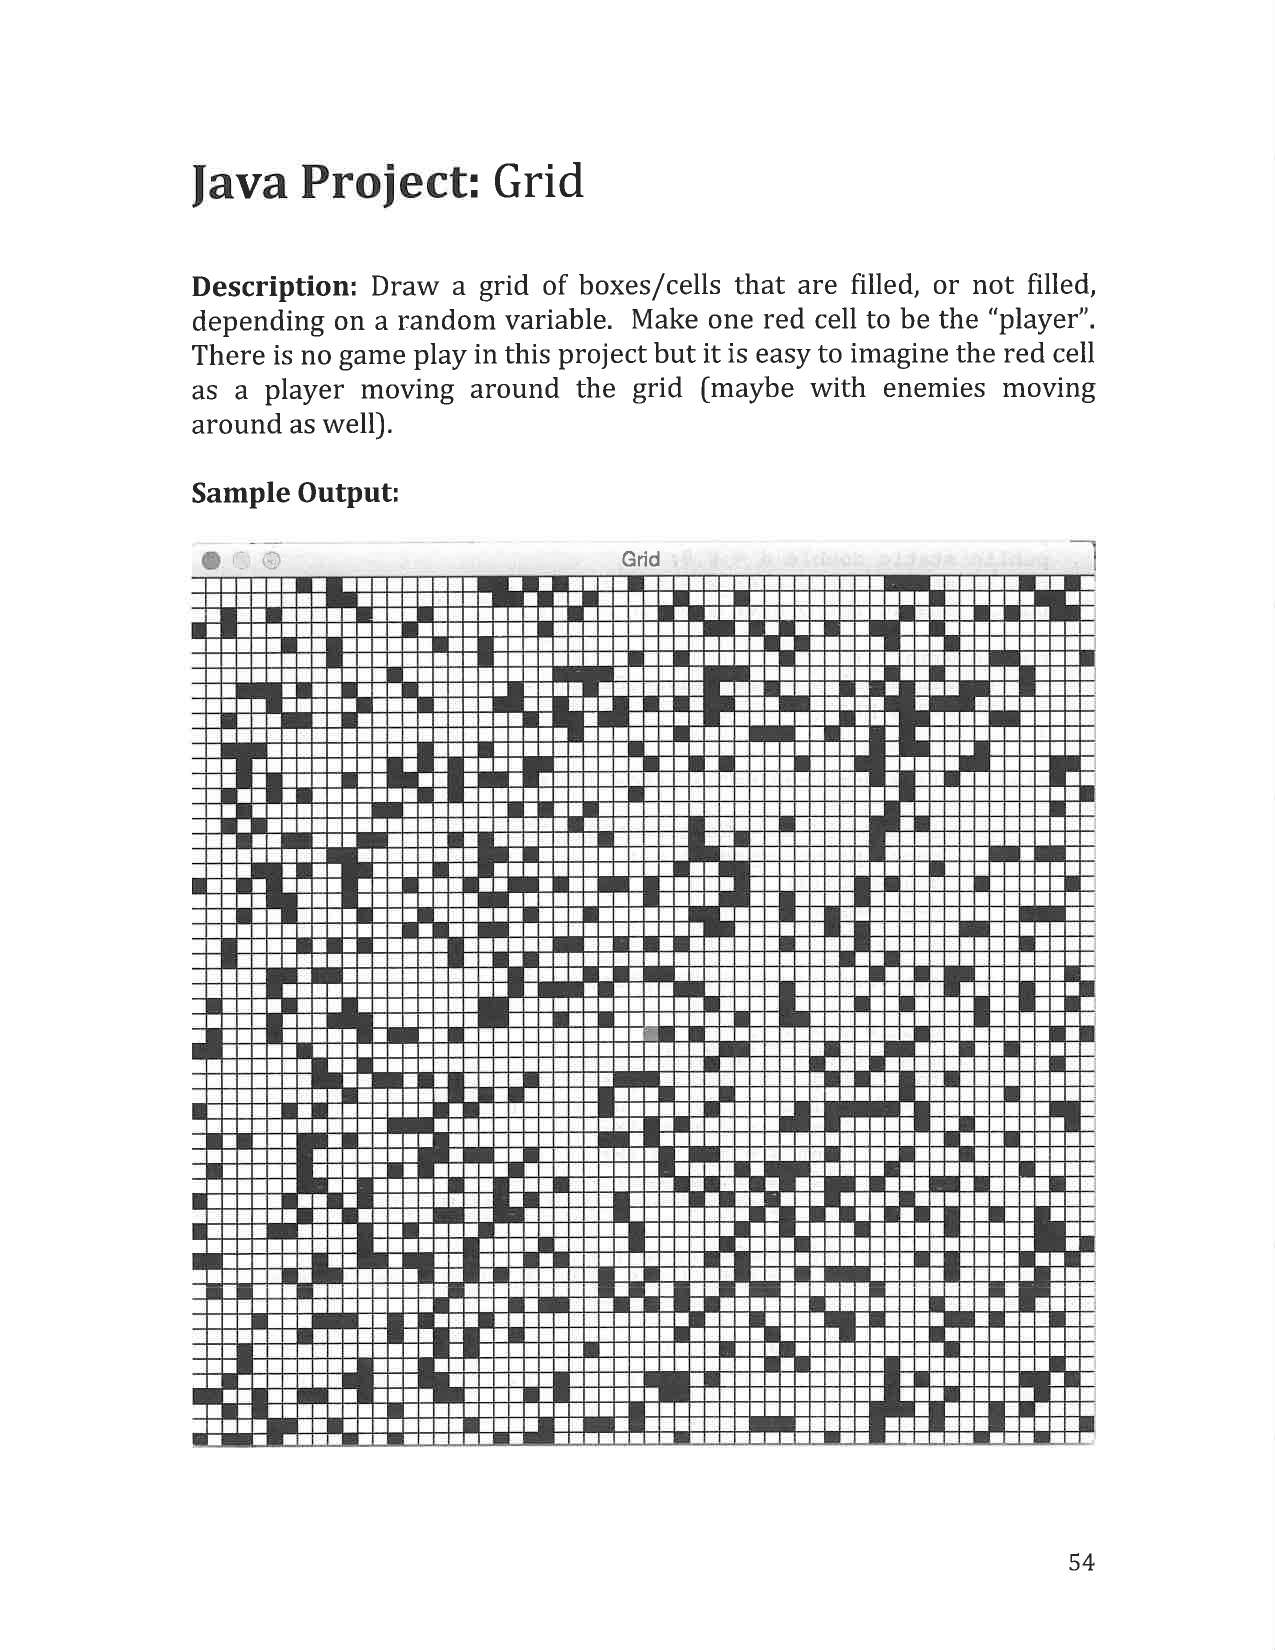 Java Project: Grid
Description: Draw a grid of boxes/cells that are filled, or not filled,
depending on a random variable. Make one red cell to be the “player”.
There is no game play in this project but it is easy to imagine the red cell
as a player moving around the grid (maybe with enemies moving
around as well).
Sample Output:
Grid
54